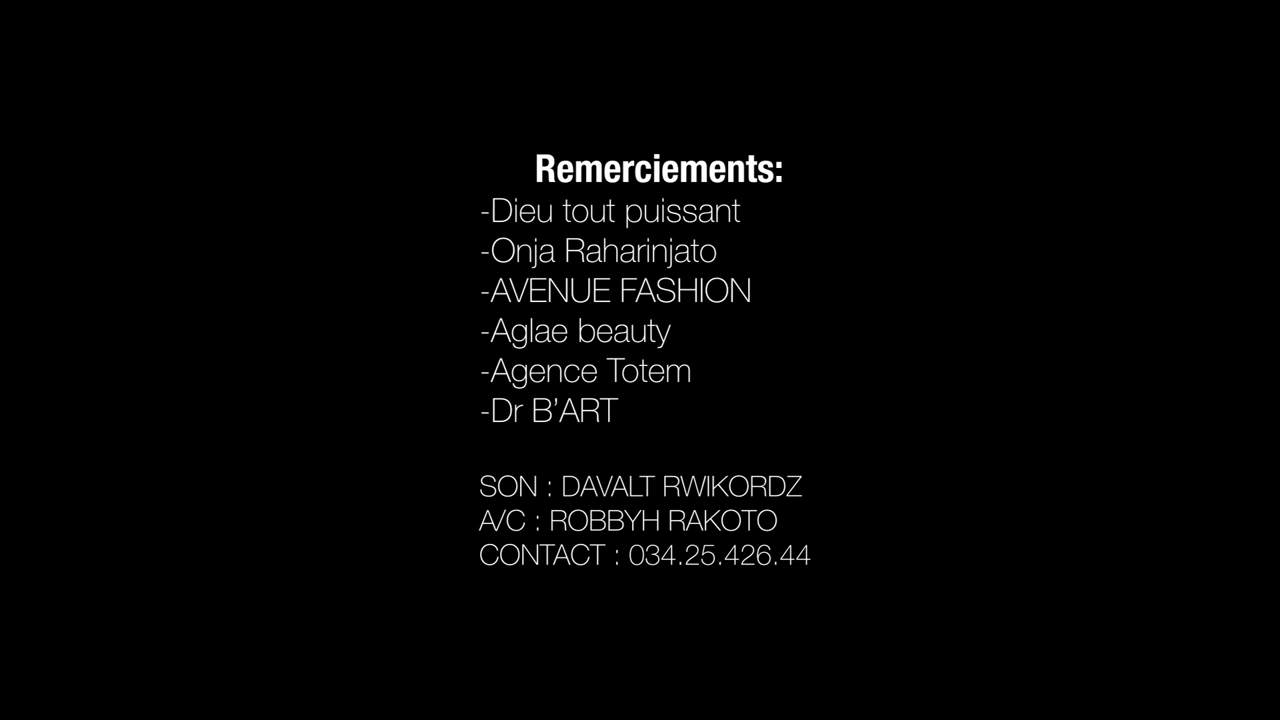 Remerciements:
-Dieu tout puissant
-Onja Raharinjato
-AVENUE FASHION
-Aglae beauty
-Agence Totem
-Dr B’ART
SON : DAVALT RWIKORDZ
A/C : ROBBYH RAKOTO
CONTACT : 034.25.426.44